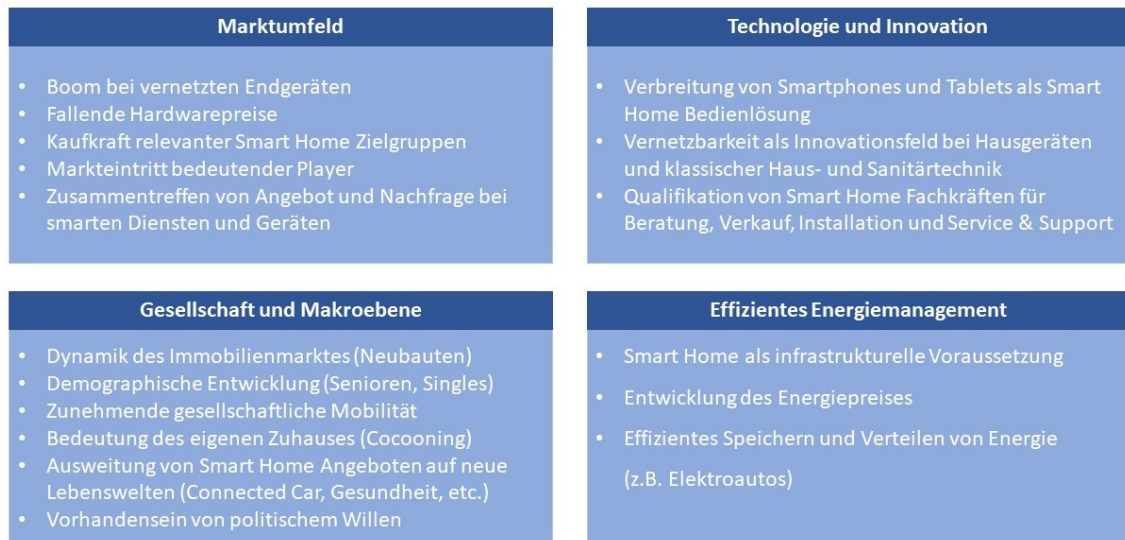 Marktumfeld
• Boom bei vernetzten Endgeräten
• Fallende Hardwarepreise
• Kaufkraft relevanter Smart Home Zielgruppen
• Markteintritt bedeutender Player
• Zusammentreffen von Angebot und Nachfrage bei
smarten Diensten und Geräten
Technologie und Innovation
• Verbreitung von Smartphones und Tablets als Smart
Home Bedienlösung
• Vernetzbarkeit als Innovationsfeld bei Hausgeräten
und klassischer Haus- und Sanitärtechnik
• Qualifikation von Smart Home Fachkräften für
Beratung, Verkauf, Installation und Service & Support
Gesellschaft und Makroebene
• Dynamik des Immobilienmarktes (Neubauten)
• Demographische Entwicklung (Senioren, Singles)
• Zunehmende gesellschaftliche Mobilität
• Bedeutung des eigenen Zuhauses (Cocooning)
• Ausweitung von Smart Home Angeboten auf neue
Lebenswelten (Connected Car, Gesundheit, etc.)
• Vorhandensein von politischem Willen
Effizientes Energiemanagement
• Smart Home als infrastrukturelle Voraussetzung
• Entwicklung des Energiepreises
• Effizientes Speichern und Verteilen von Energie
(z.B. Elektroautos)